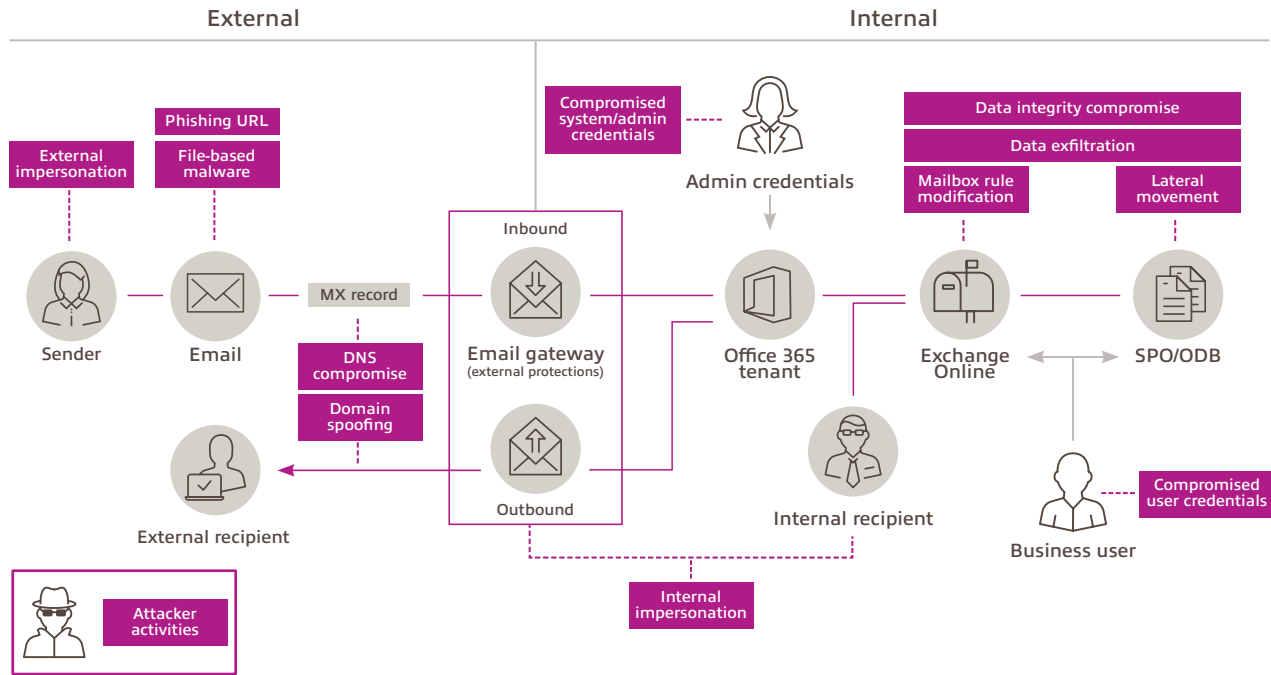 External
Internal
Phishing URL
External
impersonation
File-based
malware
Compromised
system/admin
credentials
Data integrity compromise
Data exfiltration
Mailbox rule
modification
Lateral
movement
Admin credentials
Inbound
MX record
Sender
Email
Email gateway
(external protections)
Office 365
tenant
Exchange
Online
SPO/ODB
DNS
compromise
Domain
spoofing
External recipient
Outbound
Internal recipient
Business user
Compromised
user credentials
Internal
impersonation
Attacker
activities